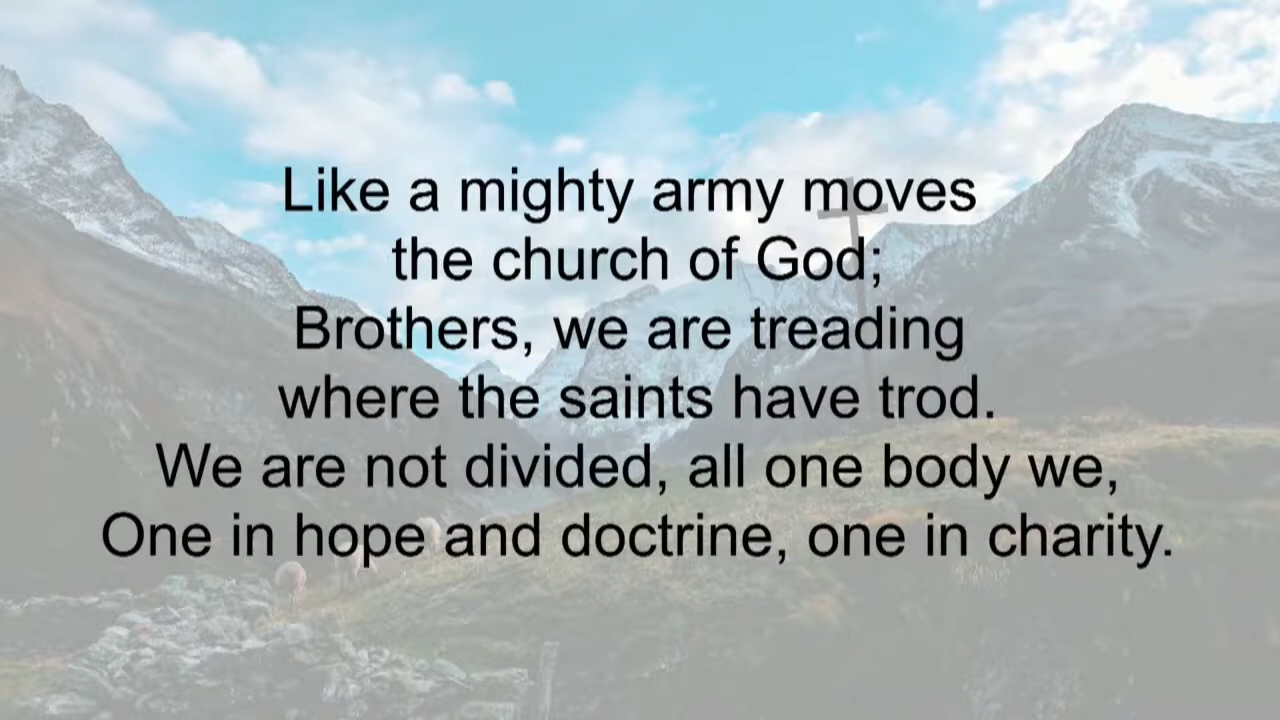 Like a mighty army moves
the church of God;
Brothers, we are treading
where the saints have trod.
We are not divided, all one body we,
One in hope and doctrine, one in charity.